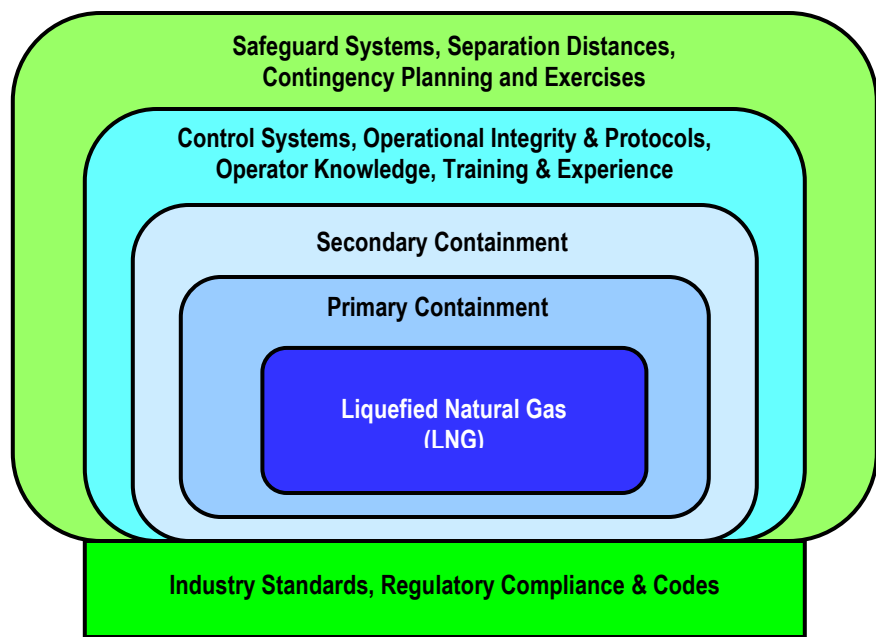 Safeguard Systems, Separation Distances,
Contingency Planning and Exercises
Control Systems, Operational Integrity & Protocols,
Operator Knowledge, Training & Experience
Secondary Containment
Primary Containment
Liquefied Natural Gas
(LNG)
Industry Standards, Regulatory Compliance & Codes